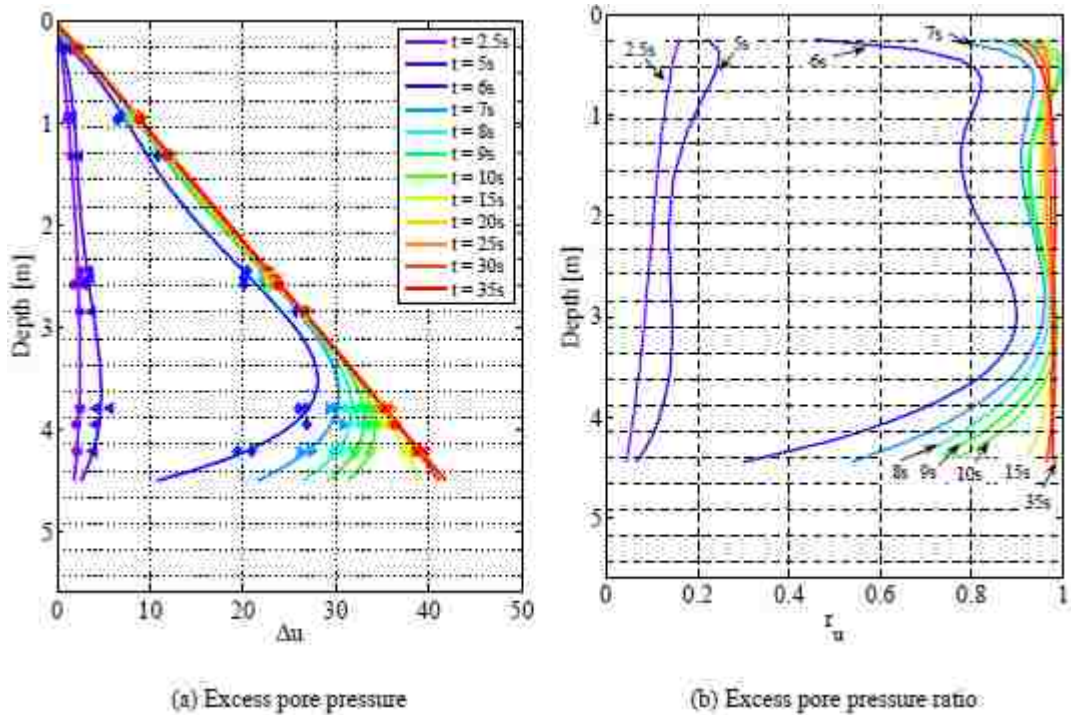 0
1
2
3
4
5
Depth [m]
0
10
20
30
40
50
Δu
t = 2.5s
t = 5s
t = 6s
t = 7s
t = 8s
t = 9s
t = 10s
t = 15s
t = 20s
t = 25s
t = 30s
t = 35s
(a) Excess pore pressure
0
1
2
3
4
5
Depth [m]
0
0.2
0.4
0.6
0.8
1
r_u
2.5s
5s
6s
7s
8s
9s
10s
15s
35s
(b) Excess pore pressure ratio